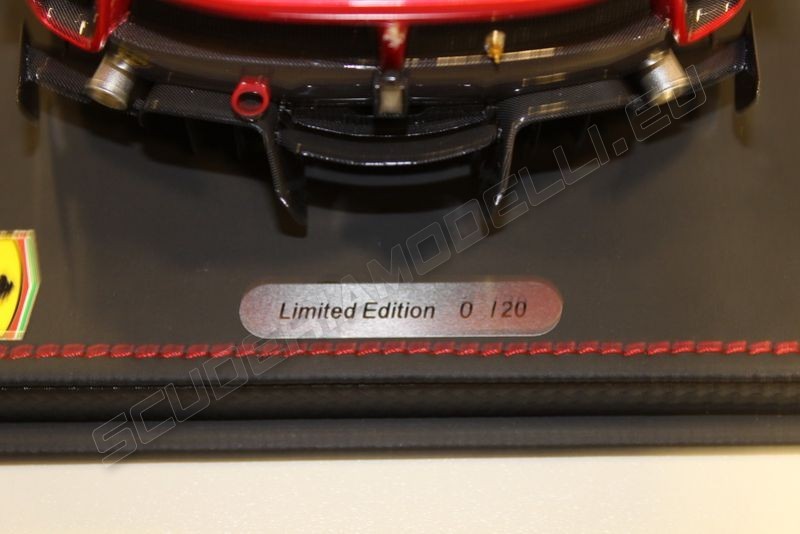 Limited Edition 0 /20
SCUDERIAMODELLI.EU